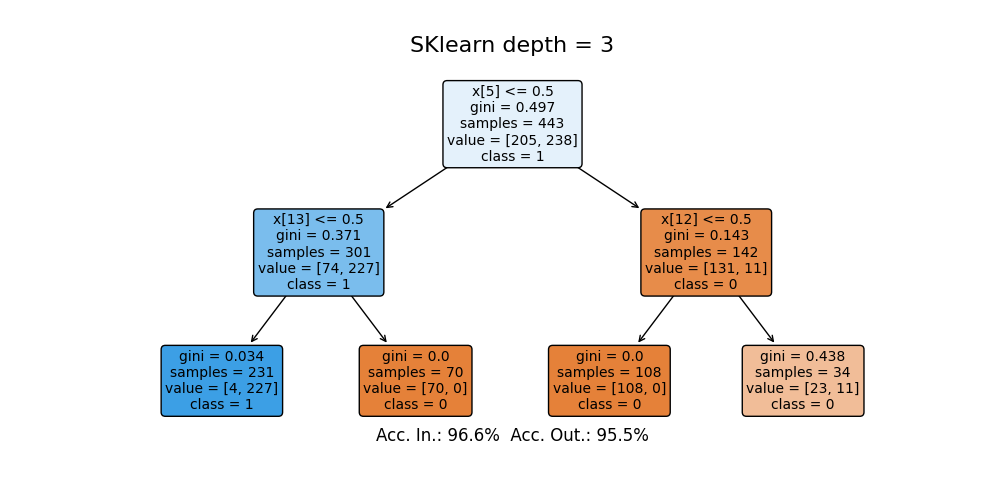 SKlearn depth = 3
x[5] <= 0.5
gini = 0.497
samples = 443
value = [205, 238]
class = 1
x[13] <= 0.5
gini = 0.371
samples = 301
value = [74, 227]
class = 1
x[12] <= 0.5
gini = 0.143
samples = 142
value = [131, 11]
class = 0
gini = 0.034
samples = 231
value = [4, 227]
class = 1
gini = 0.0
samples = 70
value = [70, 0]
class = 0
gini = 0.0
samples = 108
value = [108, 0]
class = 0
gini = 0.438
samples = 34
value = [23, 11]
class = 0
Acc. In.: 96.6%  Acc. Out.: 95.5%